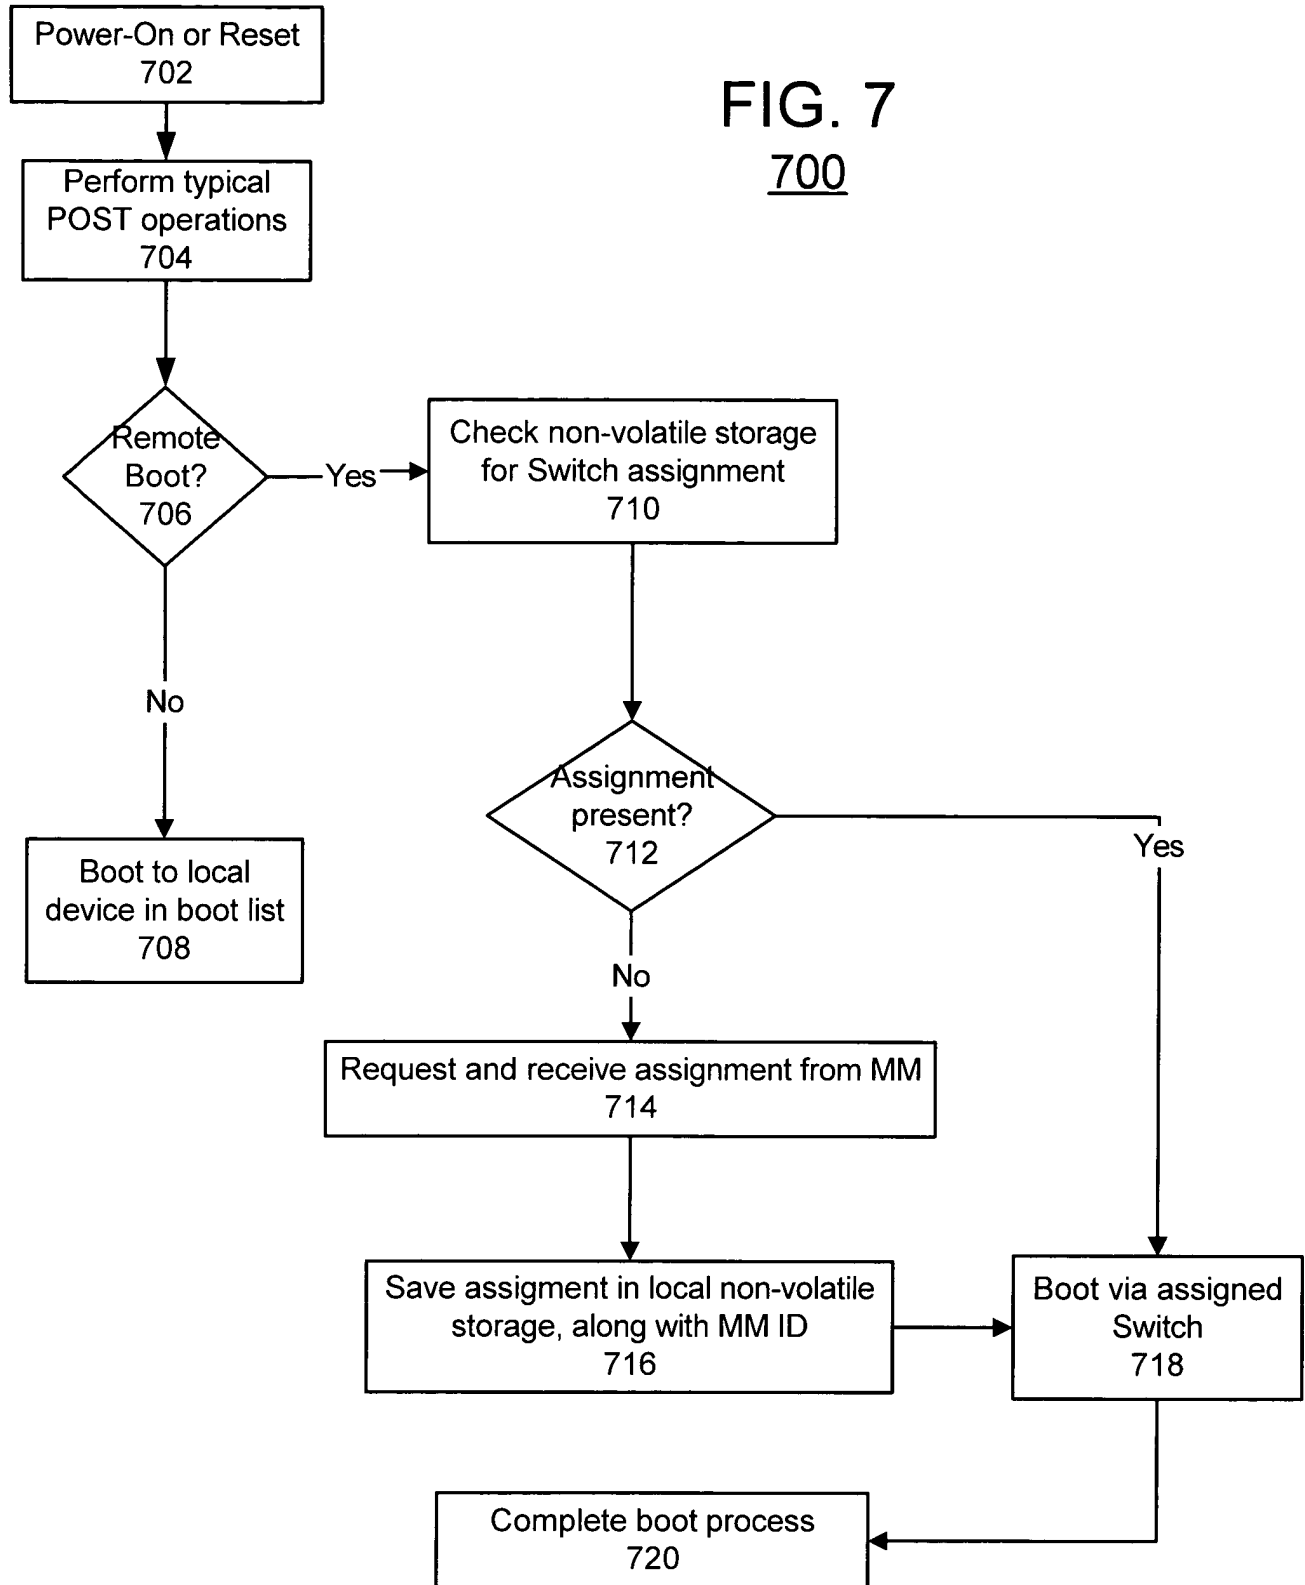 Power-On or Reset
702
FIG. 7
700
Perform typical
POST operations
704
Remote
Boot?
706
Yes
Check non-volatile storage
for Switch assignment
710
No
Assignment
present?
712
Yes
Boot to local
device in boot list
708
No
Request and receive assignment from MM
714
Save assigment in local non-volatile
storage, along with MM ID
716
Boot via assigned
Switch
718
Complete boot process
720